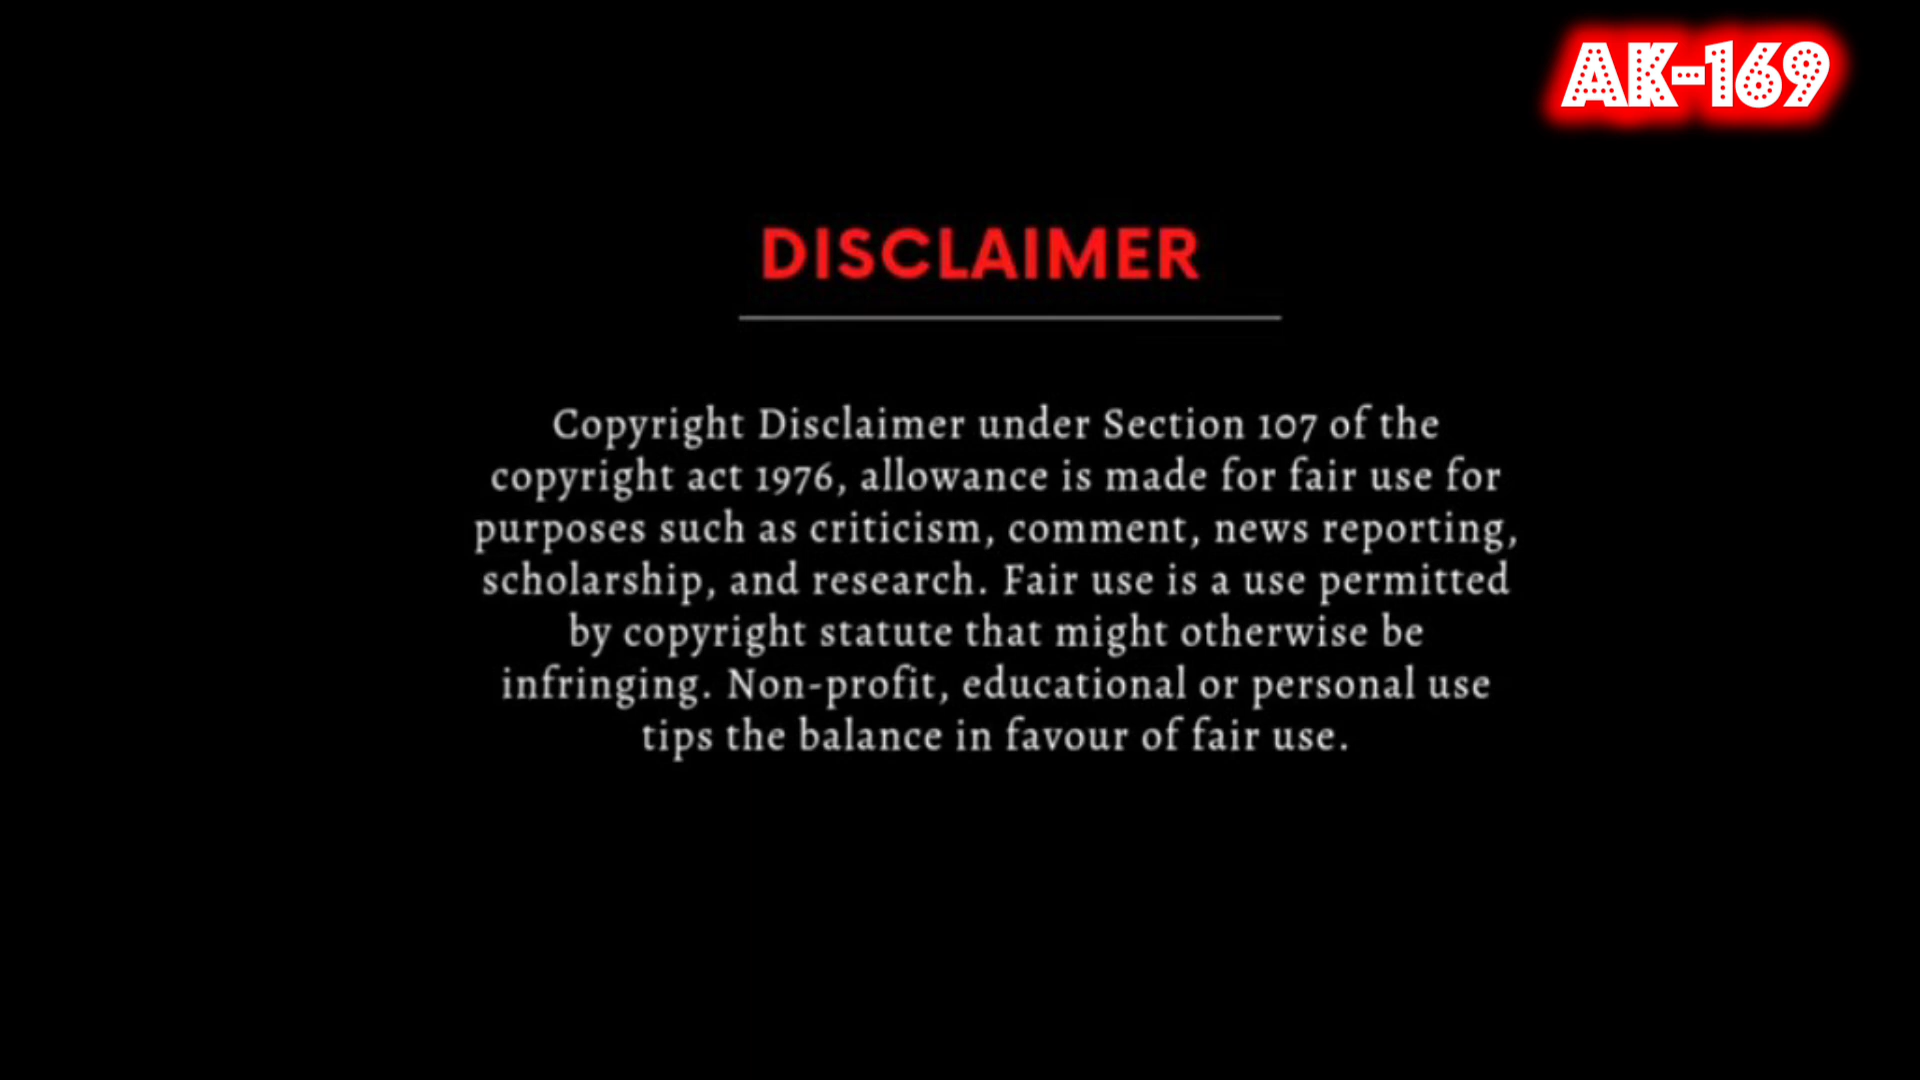 AK-169
DISCLAIMER
Copyright Disclaimer under Section 107 of the
copyright act 1976, allowance is made for fair use for
purposes such as criticism, comment, news reporting,
scholarship, and research. Fair use is a use permitted
by copyright statute that might otherwise be
infringing. Non-profit, educational or personal use
tips the balance in favour of fair use.